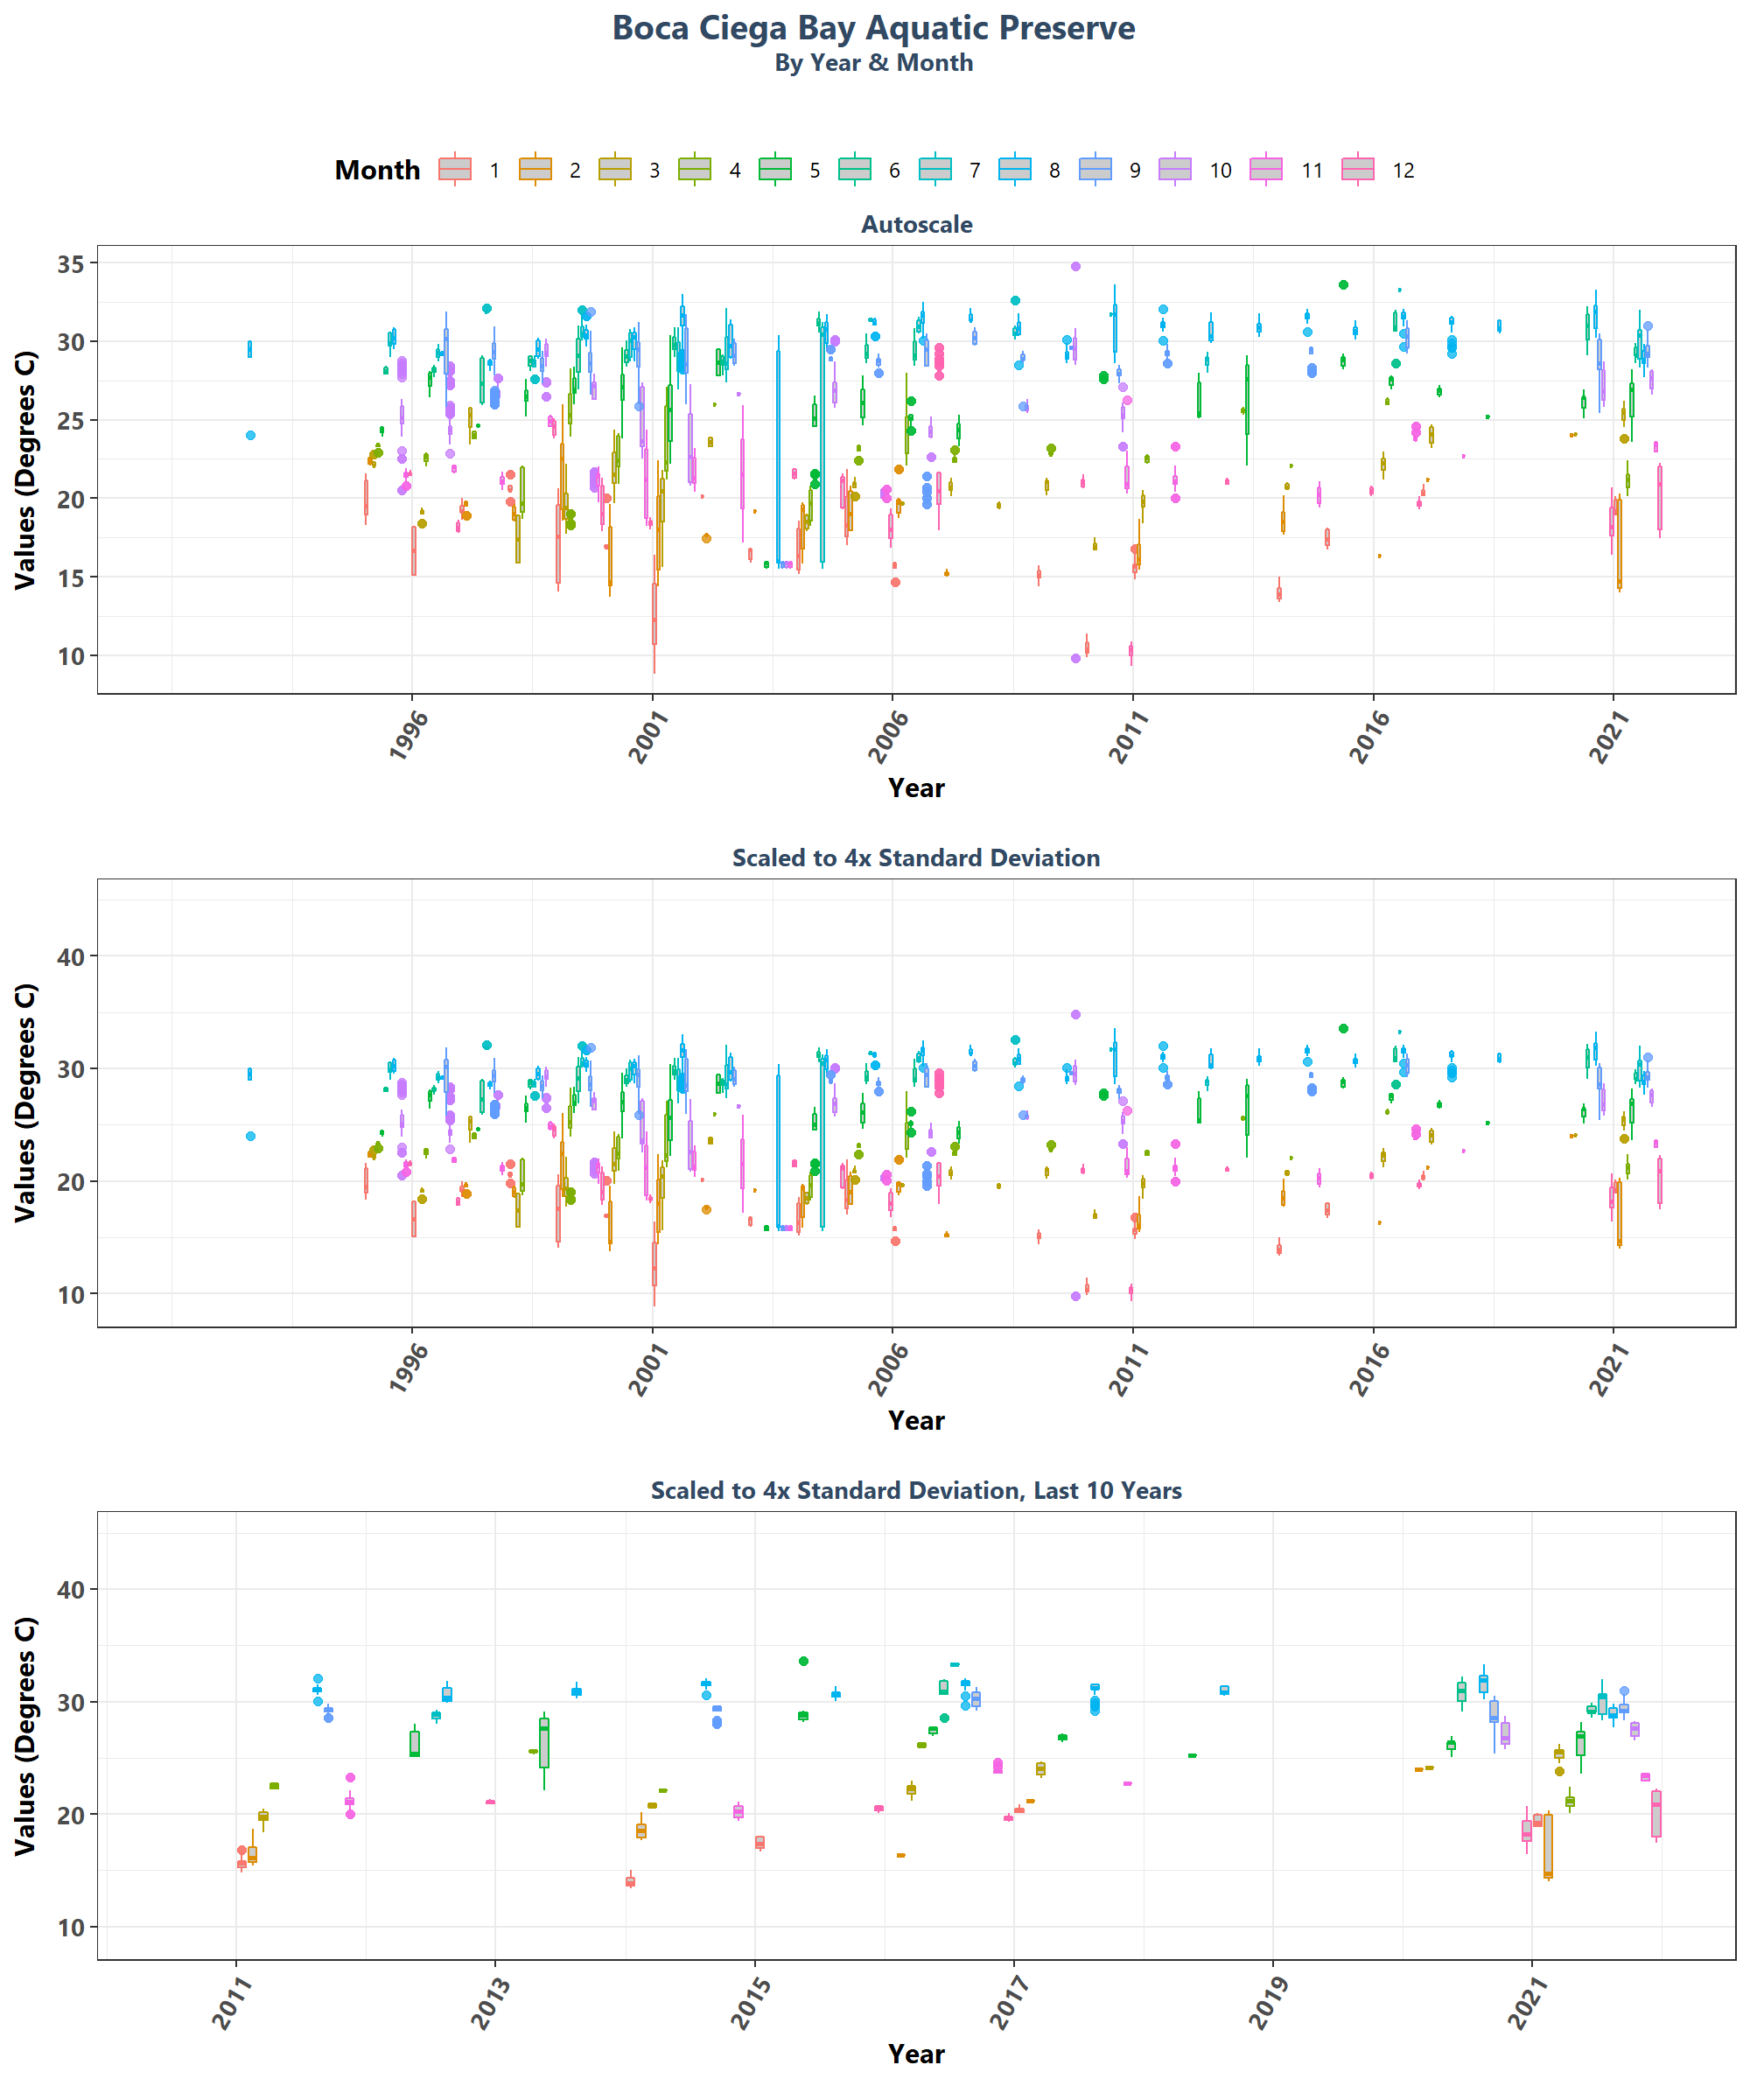 Boca Ciega Bay Aquatic Preserve
By Year & Month
Month 1 2 3 4 5 6 7 8 9 10 11 12
Autoscale
Values (Degrees C)
35
30
25
20
15
10
1996 2001 2006 2011 2016 2021
Year
Scaled to 4x Standard Deviation
Values (Degrees C)
40
30
20
10
1996 2001 2006 2011 2016 2021
Year
Scaled to 4x Standard Deviation, Last 10 Years
Values (Degrees C)
40
30
20
10
2011 2013 2015 2017 2019 2021
Year